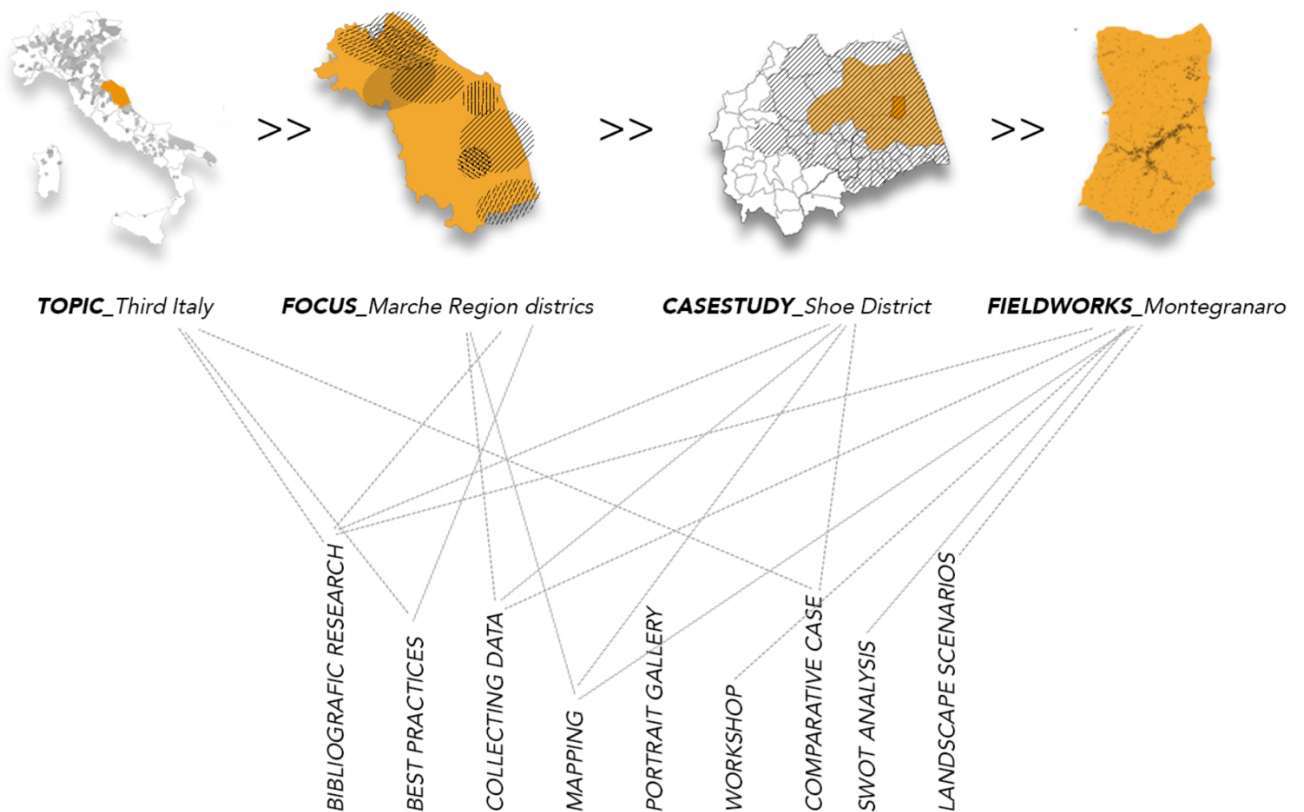 >> >> >>
TOPIC_Third Italy
FOCUS_Marche Region districs
CASESTUDY_Shoe District
FIELDWORKS_Montegranaro
BIBLIOGRAFIC RESEARCH
BEST PRACTICES
COLLECTING DATA
MAPPING
PORTRAIT GALLERY
WORKSHOP
COMPARATIVE CASE
SWOT ANALYSIS
LANDSCAPE SCENARIOS